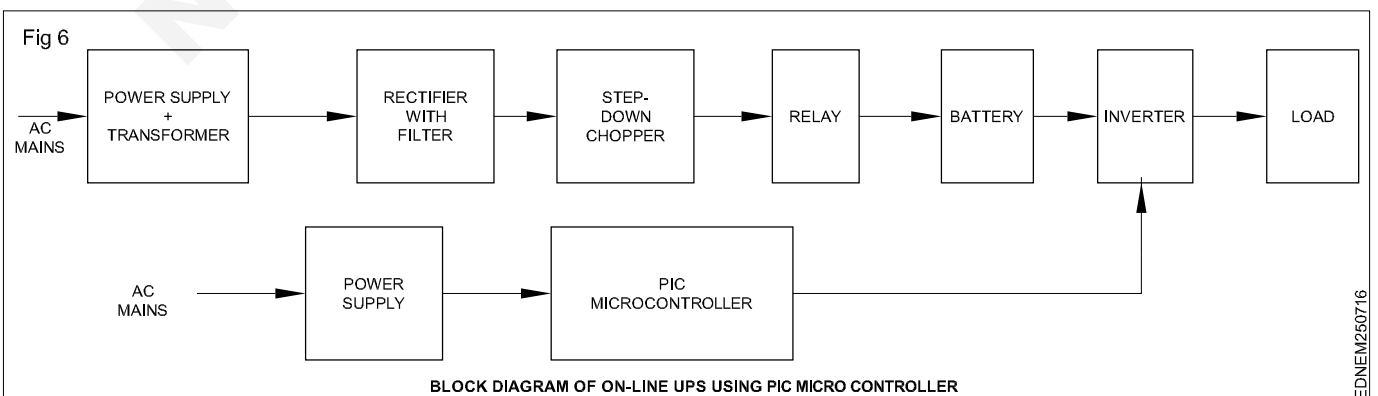 Fig 6
AC
MAINS
POWER SUPPLY
+
TRANSFORMER
RECTIFIER
WITH
FILTER
STEP-
DOWN
CHOPPER
RELAY
BATTERY
INVERTER
LOAD
AC
MAINS
POWER
SUPPLY
PIC
MICROCONTROLLER
BLOCK DIAGRAM OF ON-LINE UPS USING PIC MICRO CONTROLLER
EDNEM250716